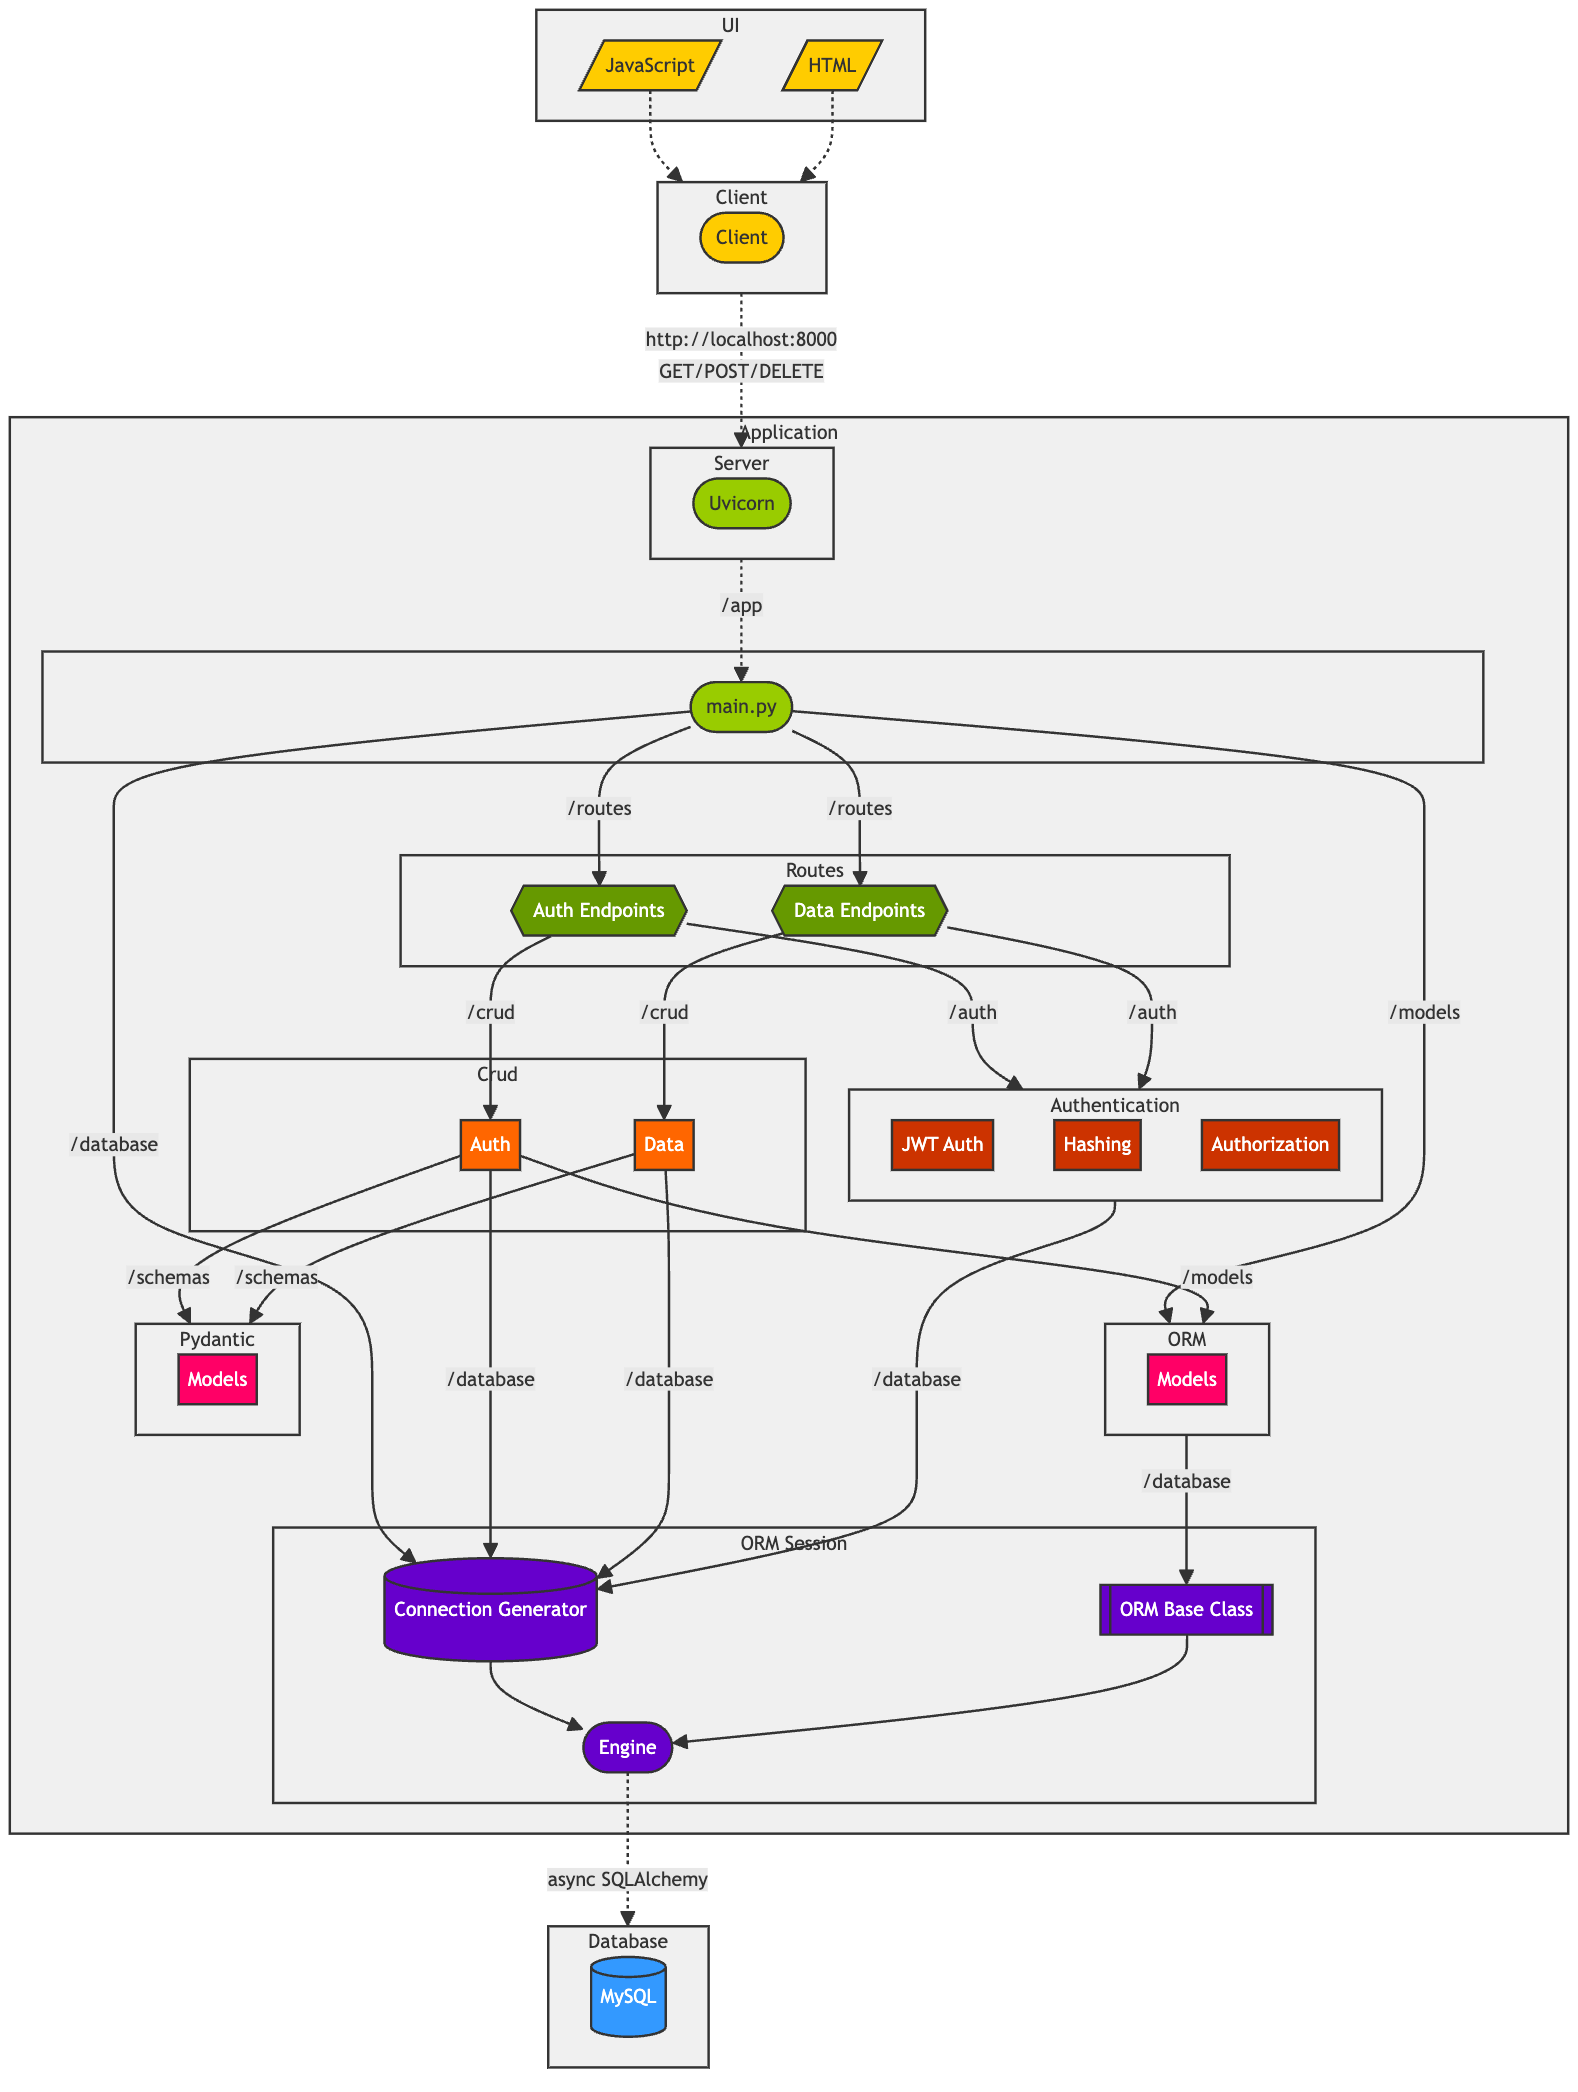 UI
JavaScript
HTML
Client
Client
http://localhost:8000
GET/POST/DELETE
Application
Server
Uvicorn
/app
main.py
/routes
/routes
Routes
Auth Endpoints
Data Endpoints
/crud
/crud
/auth
/auth
/models
Crud
Authentication
/database
Auth
Data
JWT Auth
Hashing
Authorization
/schemas
/schemas
/models
Pydantic
ORM
Models
/database
/database
/database
Models
/database
ORM Session
Connection Generator
ORM Base Class
Engine
async SQLAlchemy
Database
MySQL